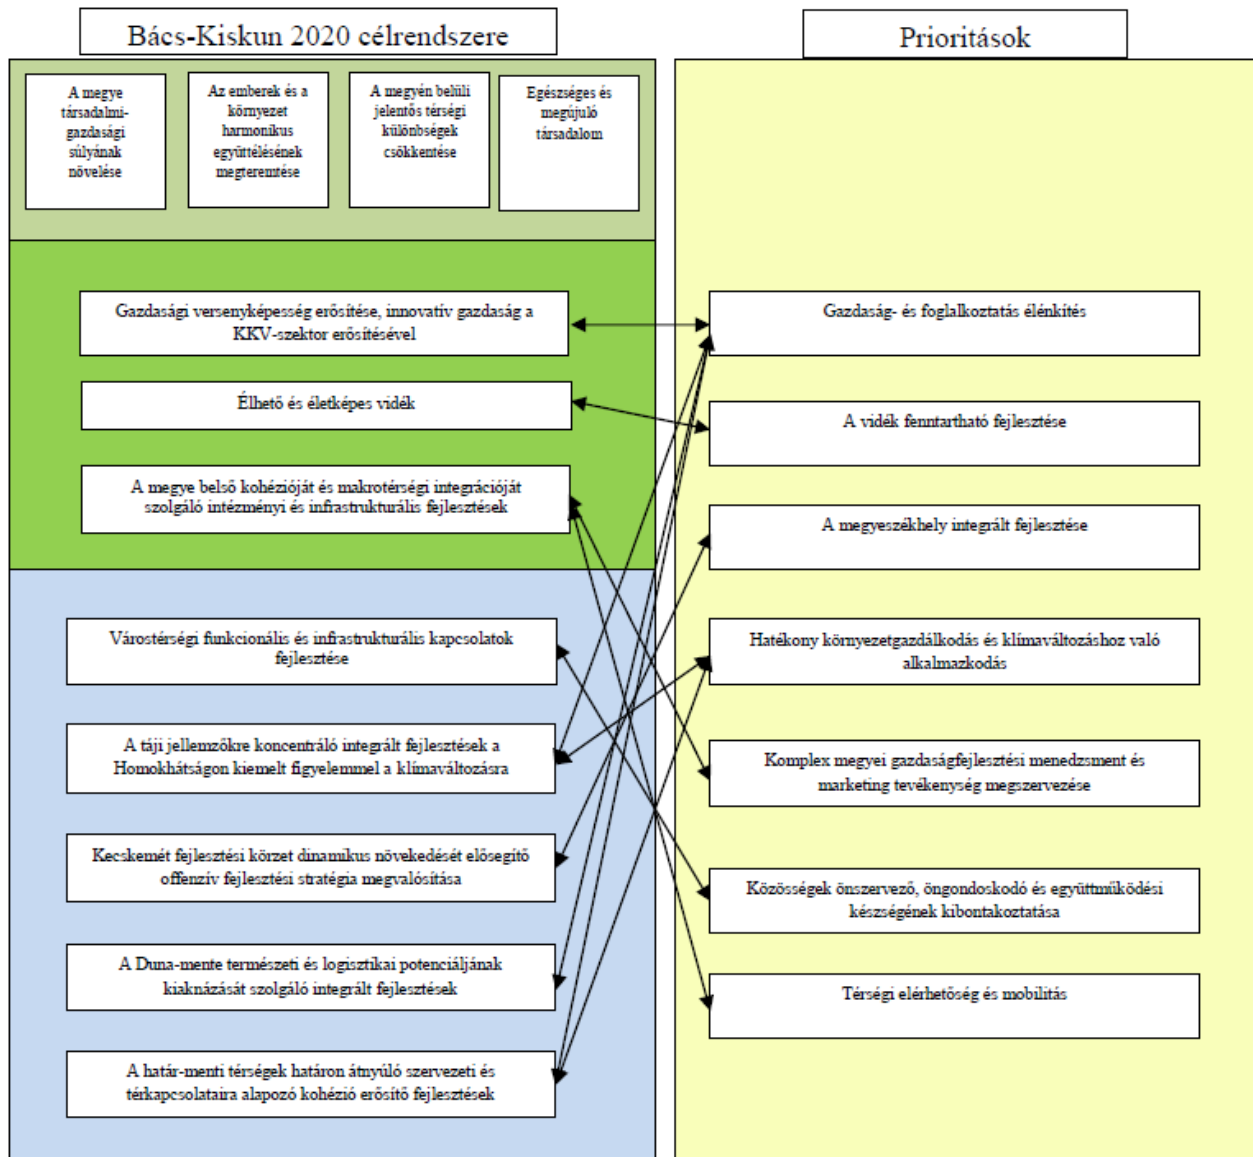 Bács-Kiskun 2020 célrendszere
A megye
társadalmi-
gazdasági
súlyának
növelése
Az emberek és a
környezet
harmonikus
együttélésének
megteremtése
A megyén belüli
jelentős térségi
különbségek
csökkentése
Egészséges és
megújuló
társadalom
Gazdasági versenyképesség erősítése, innovatív gazdaság a
KKV-szektor erősítésével
Élhető és életképes vidék
A megye belső kohézióját és makrotérségi integrációját
szolgáló intézményi és infrastrukturális fejlesztések
Várostérségi funkcionális és infrastrukturális kapcsolatok
fejlesztése
A táji jellemzőkre koncentráló integrált fejlesztések a
Homokhátságon kiemelt figyelemmel a klímaváltozásra
Kecskemét fejlesztési körzet dinamikus növekedését elősegítő
offenzív fejlesztési stratégia megvalósítása
A Duna-mente természeti és logisztikai potenciáljának
kiaknázását szolgáló integrált fejlesztések
A határ-menti térségek határon átnyúló szervezeti és
térkapcsolataira alapozó kohézió erősítő fejlesztések
Prioritások
Gazdaság- és foglalkoztatás élénkítés
A vidék fenntartható fejlesztése
A megyeszékhely integrált fejlesztése
Hatékony környezetgazdálkodás és klímaváltozáshoz való
alkalmazkodás
Komplex megyei gazdaságfejlesztési menedzsment és
marketing tevékenység megszervezése
Közösségek önszervező, öngondoskodó és együttműködési
készségének kibontakoztatása
Térségi elérhetőség és mobilitás